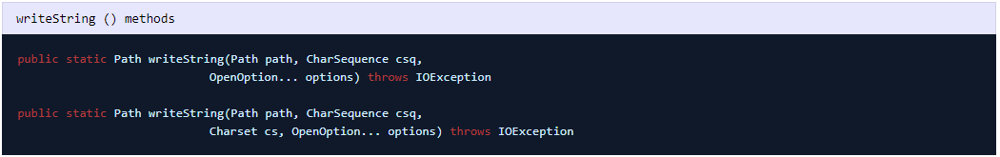 writeString () methods
public static Path writeString(Path path, CharSequence csq,
OpenOption... options) throws IOException
public static Path writeString(Path path, CharSequence csq,
Charset cs, OpenOption... options) throws IOException